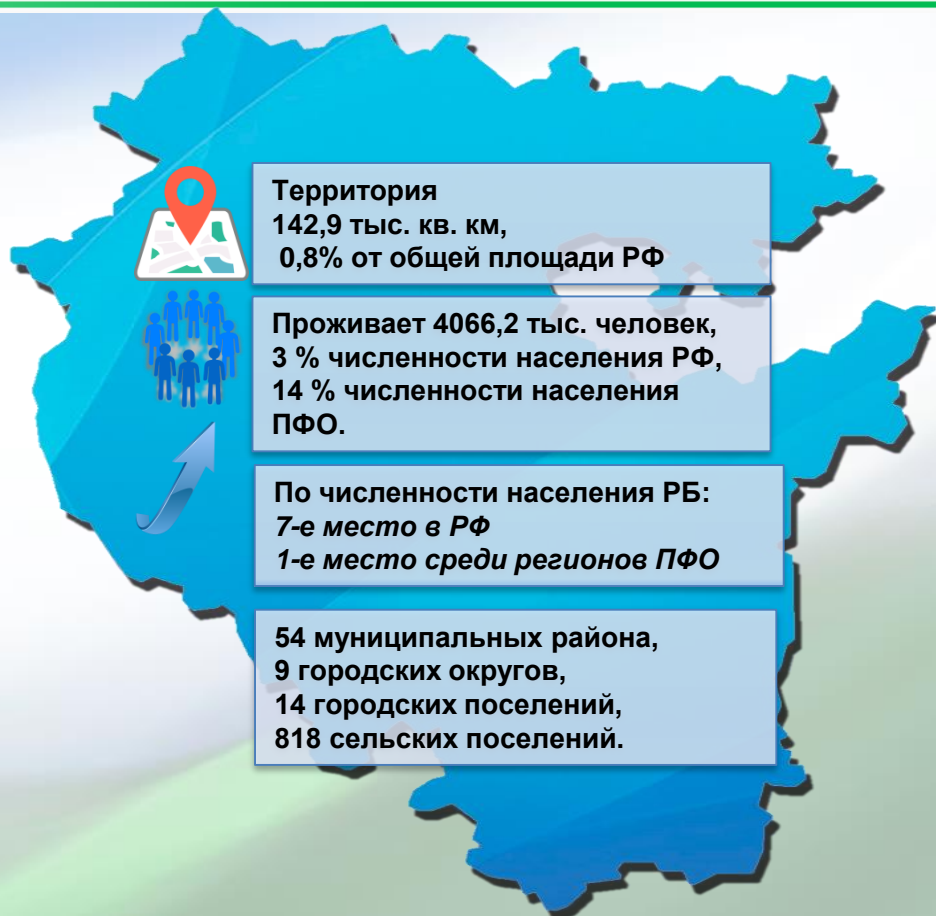 Территория
142,9 тыс. кв. км,
0,8% от общей площади РФ
Проживает 4066,2 тыс. человек,
3 % численности населения РФ,
14 % численности населения
ПФО.
По численности населения РБ:
7-е место в РФ
1-е место среди регионов ПФО
54 муниципальных района,
9 городских округов,
14 городских поселений,
818 сельских поселений.